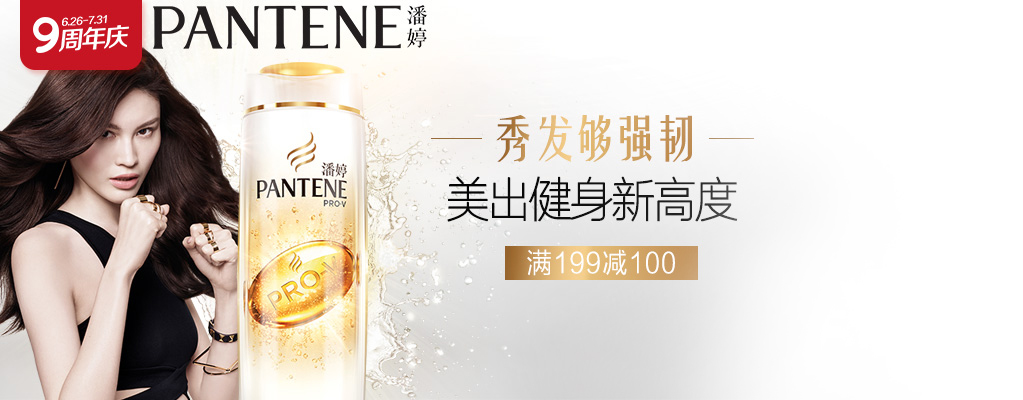 6.26-7.31
9周年庆
PANTENE 潘婷
秀发够强韧
美出健身新高度
满199减100
潘婷
PANTENE
PRO-V
PRO-V